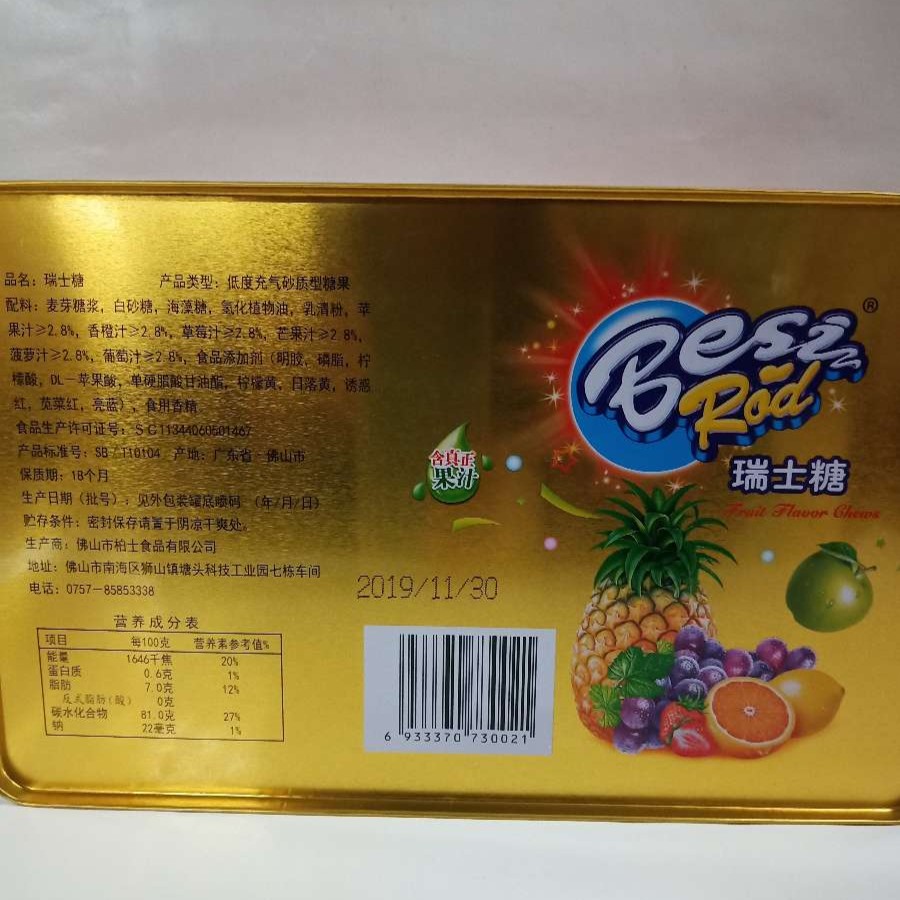 品名：瑞士糖 产品类型：低度充气砂质型糖果
配料：麦芽糖浆，白砂糖，海藻糖，氢化植物油，乳清粉，苹
果汁≥2.8%，香橙汁≥2.8%，草莓汁≥2.8%，芒果汁≥2.8%，
菠萝汁≥2.8%，葡萄汁≥2.8%，食品添加剂（明胶，磷脂，柠
檬酸，DL－苹果酸，单硬脂酸甘油酯，柠檬黄，日落黄，诱惑
红，苋菜红，亮蓝），食用香精
食品生产许可证号：SC11344060501467
产品标准号：SB/T10104 产地：广东省·佛山市
保质期：18个月
生产日期（批号）：见外包装罐底喷码 （年/月/日）
贮存条件：密封保存请置于阴凉干爽处。
生产商：佛山市柏士食品有限公司
地址：佛山市南海区狮山镇塘头科技工业园七栋车间
电话：0757－85853338
营养成分表
项目 每100克 营养素参考值%
能量 1646千焦 20%
蛋白质 0.6克 1%
脂肪 7.0克 12%
反式脂肪（酸） 0克
碳水化合物 81.0克 27%
钠 22毫克 1%
含真正
果汁
2019/11/30
6 933370 730021
Besz®
Rod
瑞士糖
Fruit Flavor Chews